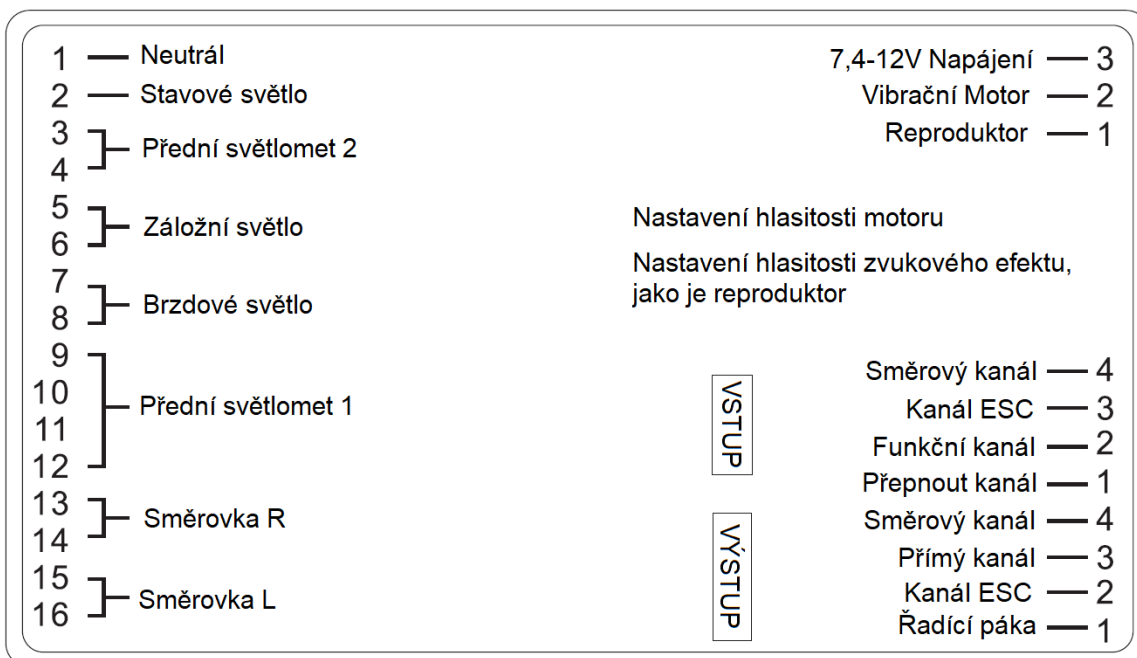 1 Neutrál
2 Stavové světlo
3
4
Přední světlomet 2
5
6
Záložní světlo
7
8
Brzdové světlo
9
10
11
12
Přední světlomet 1
13
14
Směrovka R
15
16
Směrovka L
7,4-12V Napájení 3
Vibrační Motor 2
Reproduktor 1
Nastavení hlasitosti motoru
Nastavení hlasitosti zvukového efektu,
jako je reproduktor
VSTUP
Směrový kanál 4
Kanál ESC 3
Funkční kanál 2
Přepnout kanál 1
VÝSTUP
Směrový kanál 4
Přímý kanál 3
Kanál ESC 2
Řadící páka 1